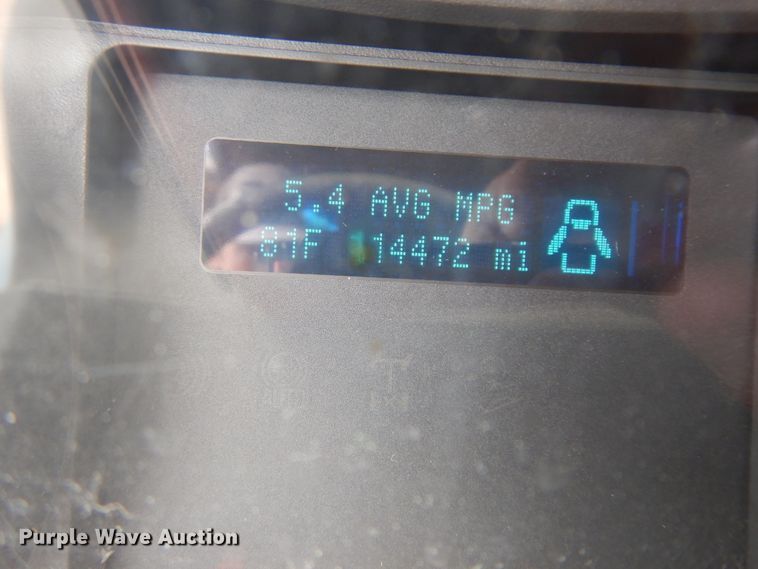 5.4 AVG MPG
81F 14472 mi
Purple Wave Auction